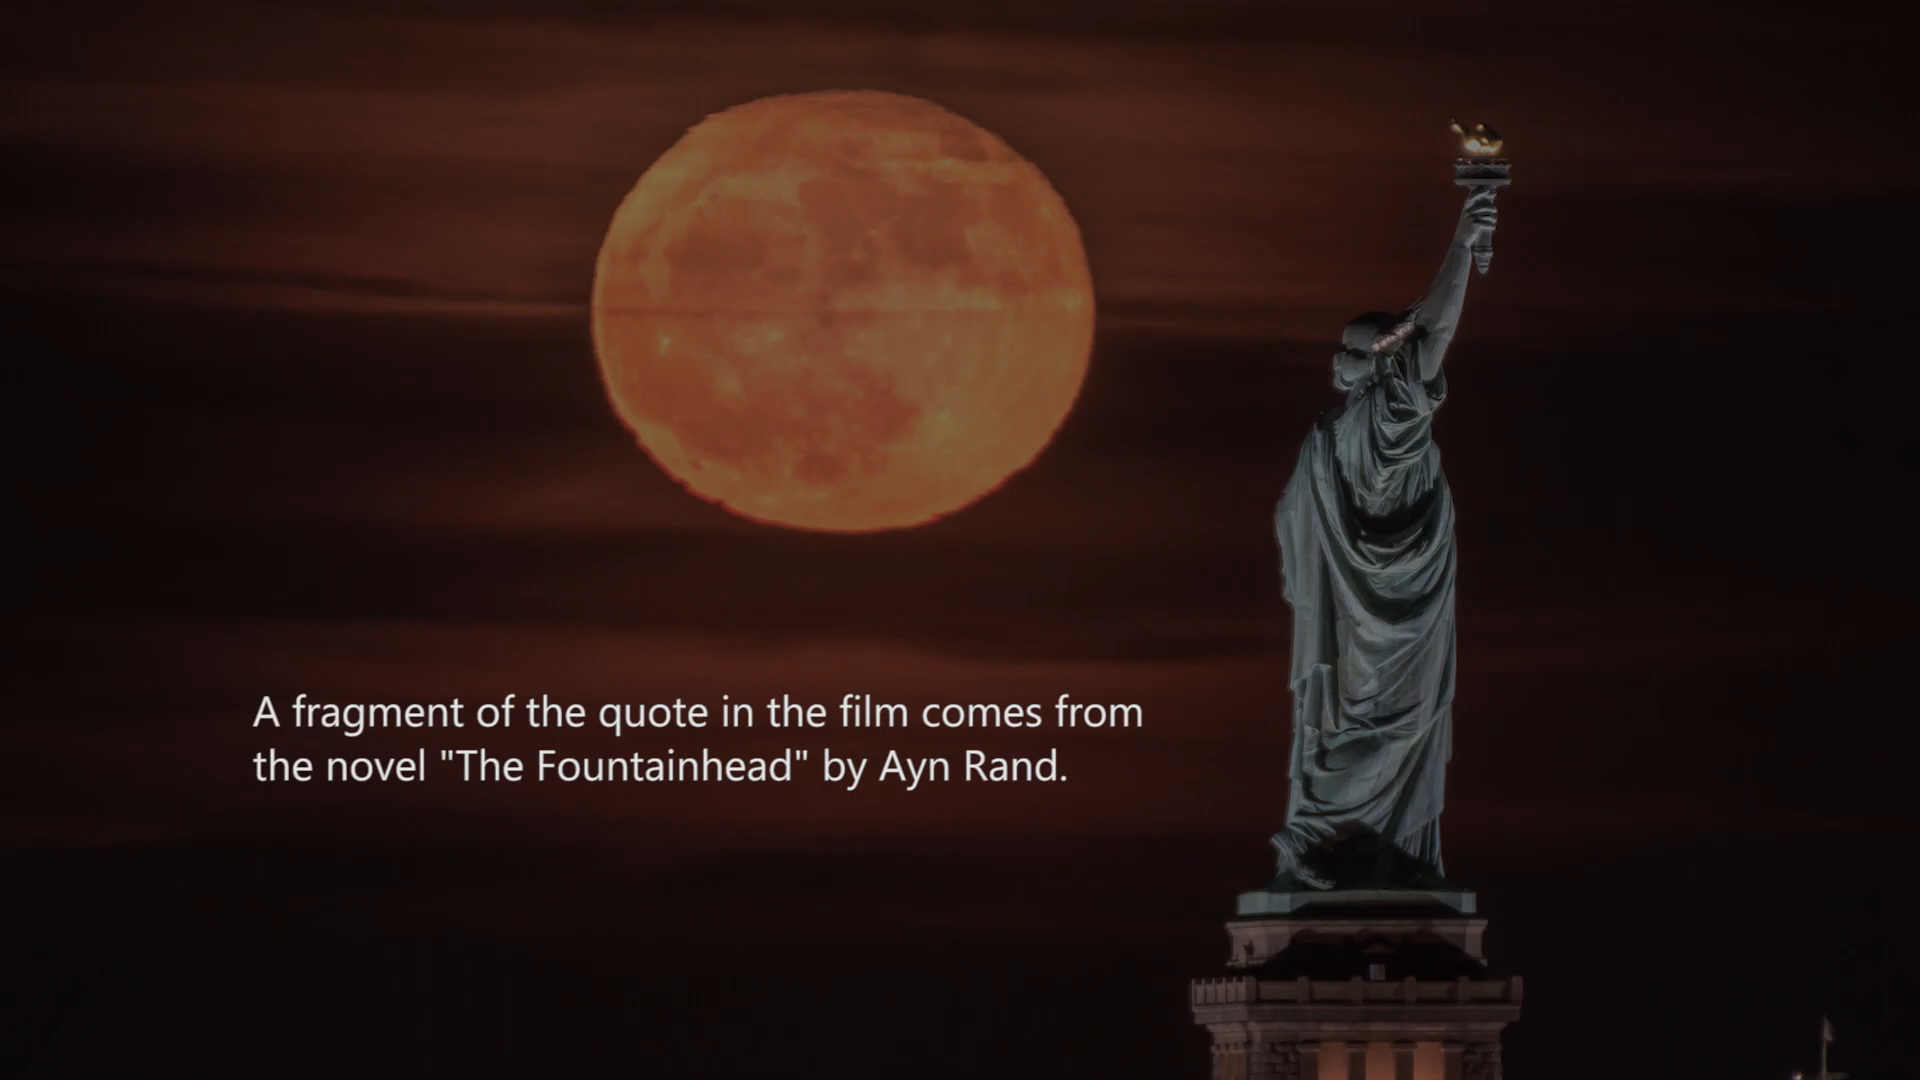 A fragment of the quote in the film comes from
the novel "The Fountainhead" by Ayn Rand.